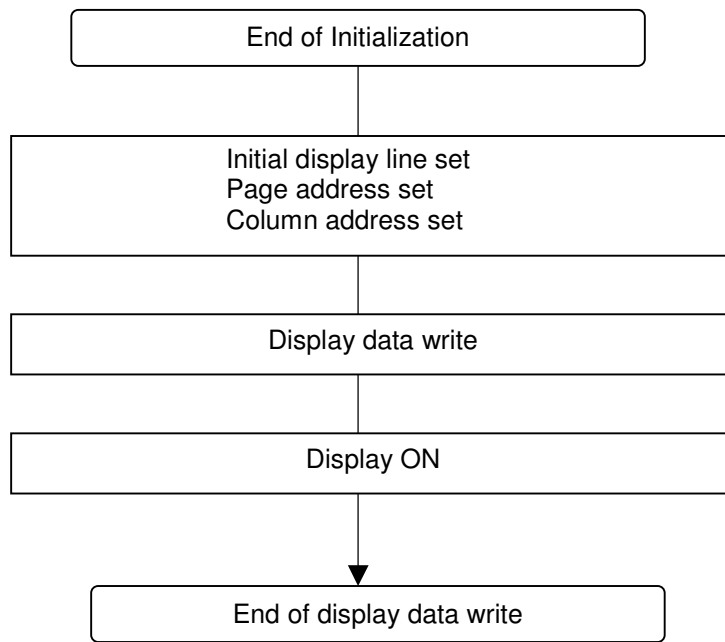 End of Initialization
Initial display line set
Page address set
Column address set
Display data write
Display ON
End of display data write